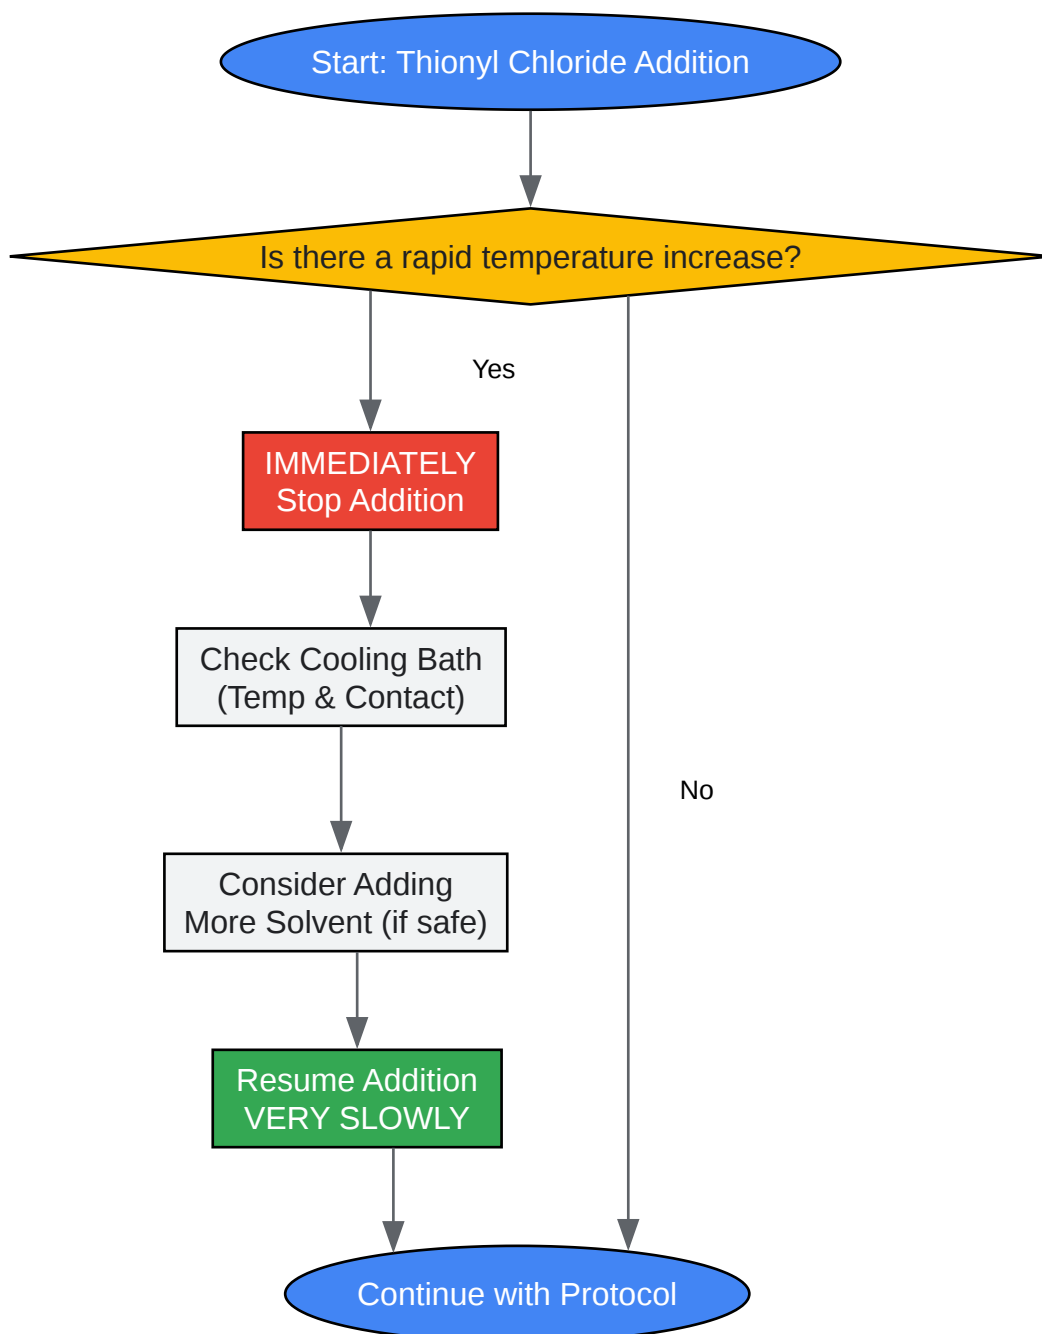 Start: Thionyl Chloride Addition
Is there a rapid temperature increase?
Yes
IMMEDIATELY
Stop Addition
Check Cooling Bath
(Temp & Contact)
No
Consider Adding
More Solvent (if safe)
Resume Addition
VERY SLOWLY
Continue with Protocol